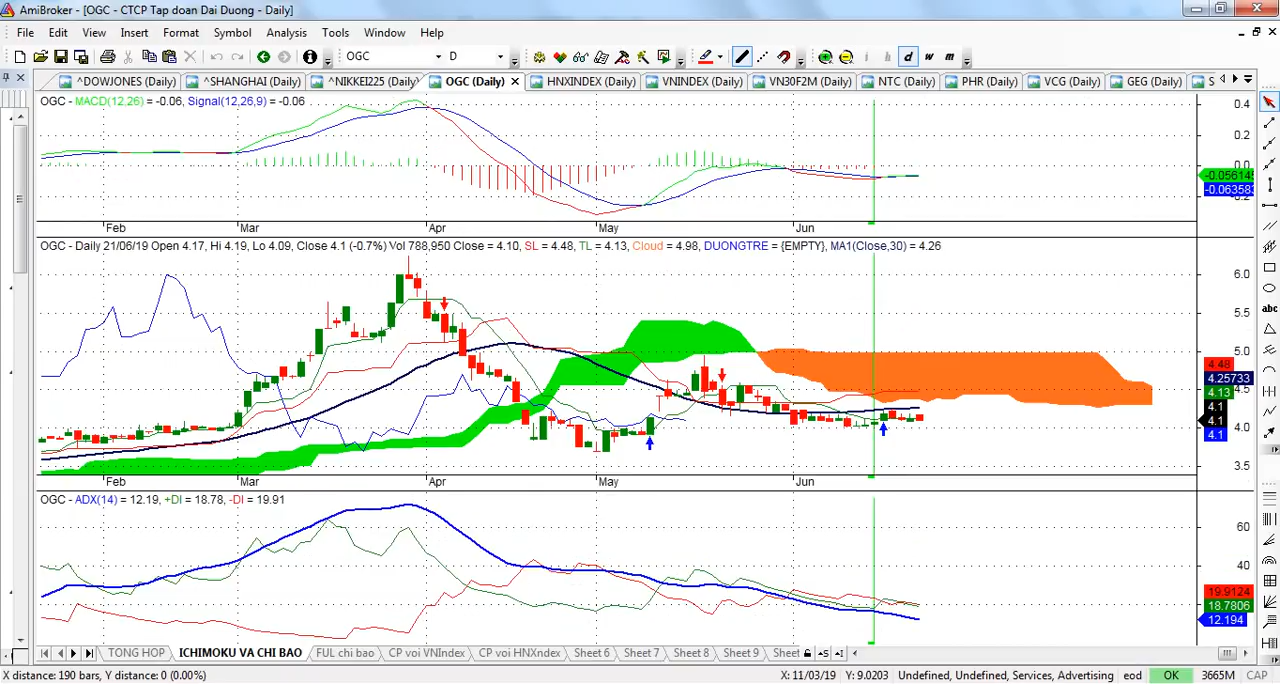 AmiBroker - [OGC - CTCP Tap doan Dai Duong - Daily]
File Edit View Insert Format Symbol Analysis Tools Window Help
OGC D d w m
^DOWJONES (Daily) ^SHANGHAI (Daily) ^NIKKEI225 (Daily) OGC (Daily) HNXINDEX (Daily) VNINDEX (Daily) VN30F2M (Daily) NTC (Daily) PHR (Daily) VCG (Daily) GEG (Daily) S
OGC - MACD(12,26) = -0.06, Signal(12,26,9) = -0.06
0.4
0.2
0.0
-0.056145
-0.06358
Feb Mar Apr May Jun
OGC - Daily 21/06/19 Open 4.17, Hi 4.19, Lo 4.09, Close 4.1 (-0.7%) Vol 788,950 Close = 4.10, SL = 4.48, TL = 4.13, Cloud = 4.98, DUONGTRE = {EMPTY}, MA1(Close,30) = 4.26
6.0
5.5
5.0
4.48
4.25733
4.13
4.1
4.1
4.1
4.0
3.5
Feb Mar Apr May Jun
OGC - ADX(14) = 12.19, +DI = 18.78, -DI = 19.91
60
40
19.9124
18.7806
12.194
abc
TONG HOP ICHIMOKU VA CHI BAO FUL chi bao CP voi VNIndex CP voi HNXndex Sheet 6 Sheet 7 Sheet 8 Sheet 9 Sheet
X distance: 190 bars, Y distance: 0 (0.00%) X: 11/03/19 Y: 9.0203 Undefined, Undefined, Services, Advertising eod OK 3665M CAP